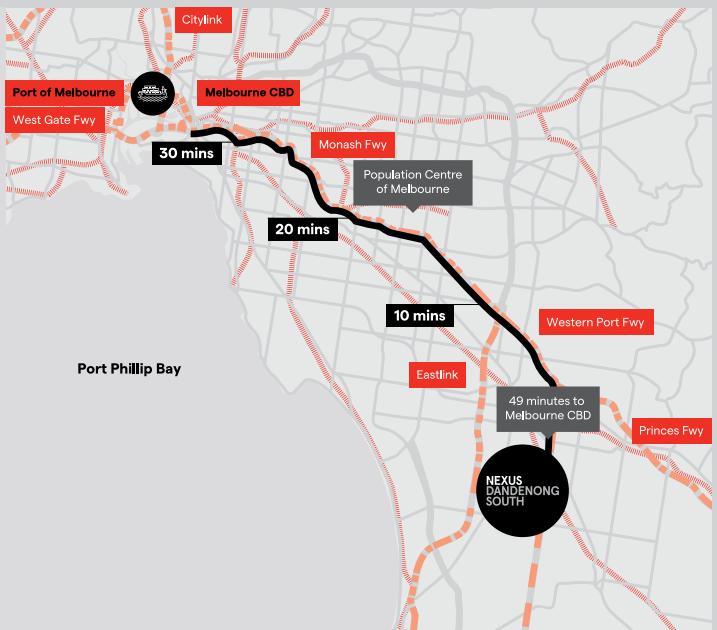 Citylink
Port of Melbourne
Melbourne CBD
West Gate Fwy
Monash Fwy
30 mins
Population Centre
of Melbourne
20 mins
10 mins
Western Port Fwy
Port Phillip Bay
Eastlink
49 minutes to
Melbourne CBD
Princes Fwy
NEXUS
DANDENONG
SOUTH